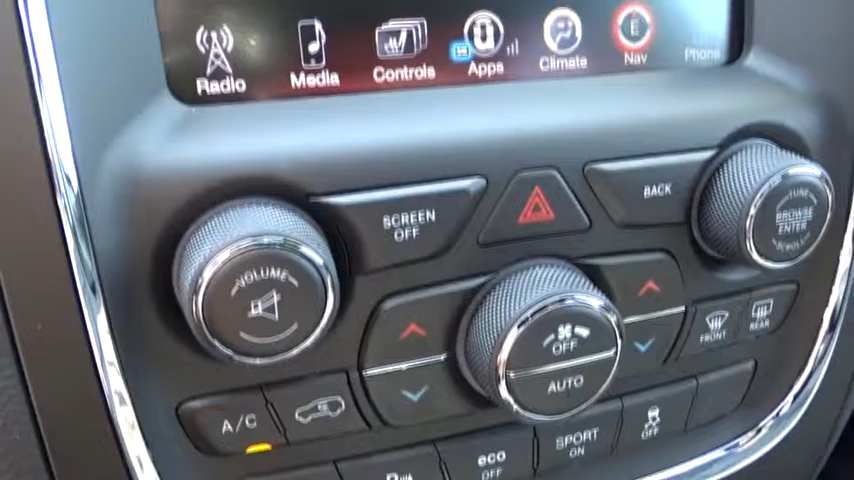 Radio
Media
Controls
Apps
Climate
E
Nav
Phone
SCREEN
OFF
BACK
TUNE
BROWSE
ENTER
SCROLL
VOLUME
OFF
AUTO
FRONT
REAR
A/C
eco
OFF
SPORT
ON
OFF